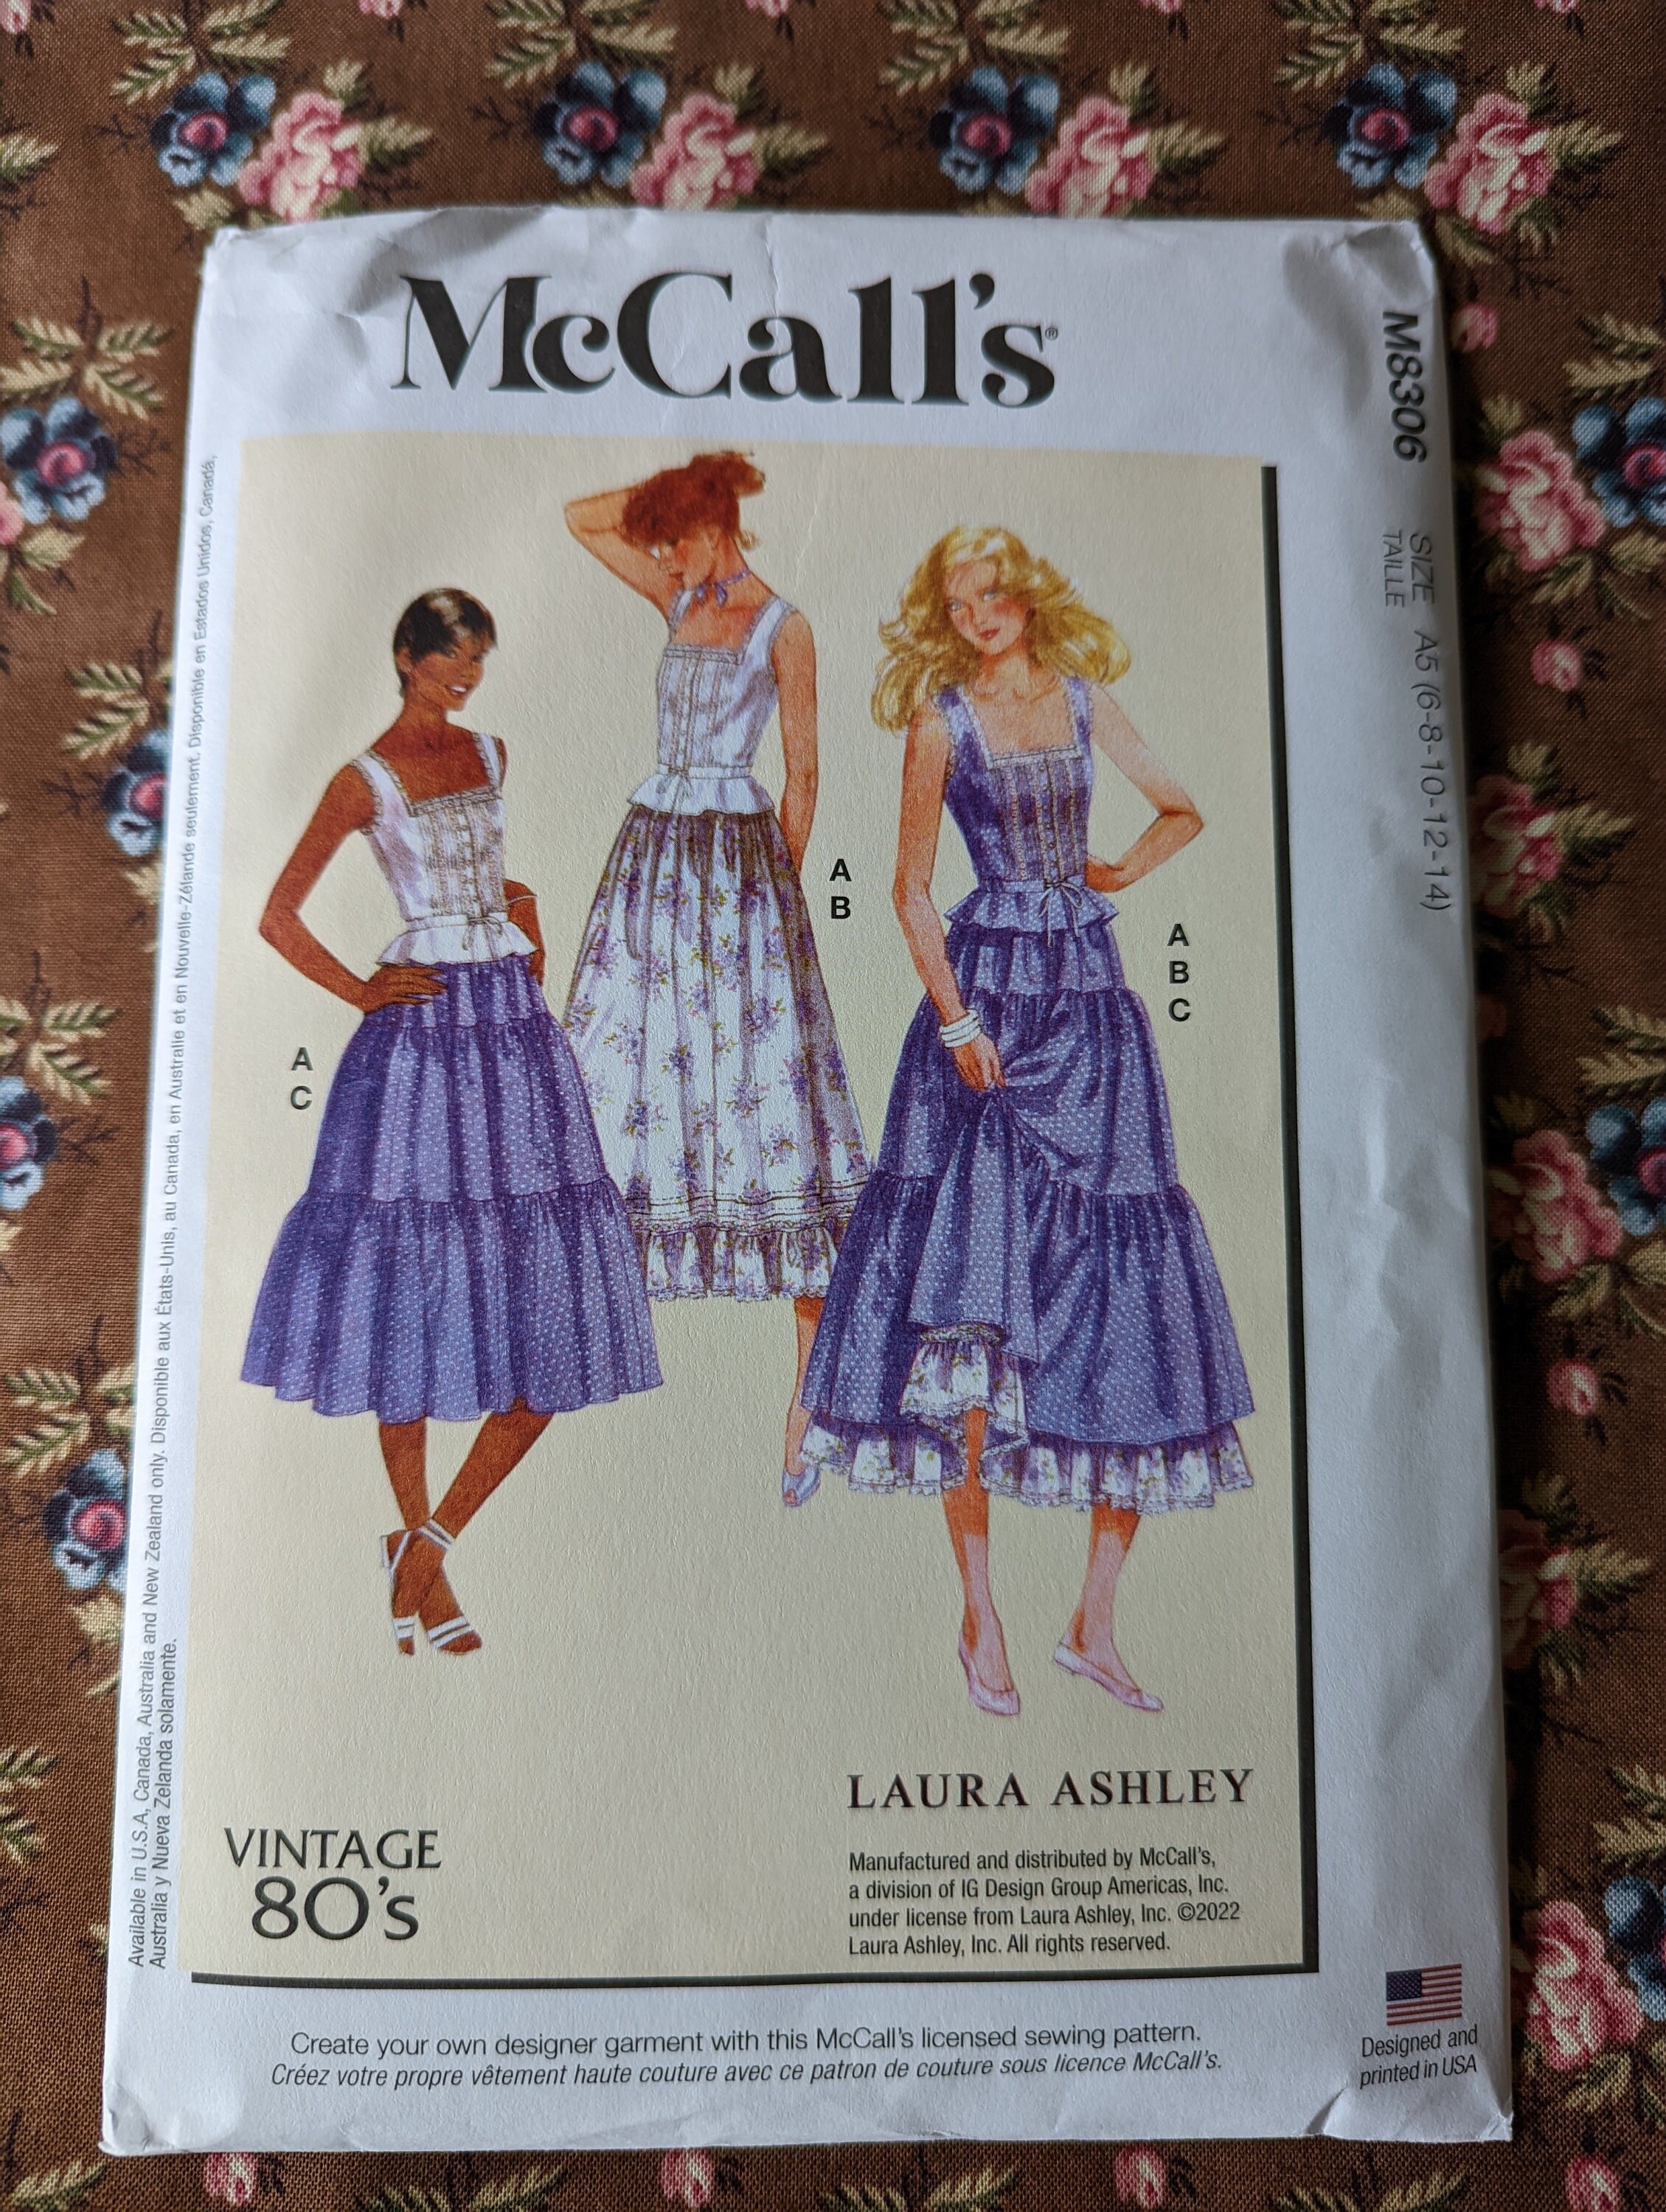 McCall's®
M8306
SIZE
TAILLE
A5 (6-8-10-12-14)
Available in U.S.A, Canada, Australia and New Zealand only. Disponible aux États-Unis, au Canada, en Australie et en Nouvelle-Zélande seulement. Disponible en Estados Unidos, Canadá,
Australia y Nueva Zelanda solamente.
A
B
A
B
C
A
C
LAURA ASHLEY
VINTAGE
80's
Manufactured and distributed by McCall's,
a division of IG Design Group Americas, Inc.
under license from Laura Ashley, Inc. ©2022
Laura Ashley, Inc. All rights reserved.
Create your own designer garment with this McCall's licensed sewing pattern.
Créez votre propre vêtement haute couture avec ce patron de couture sous licence McCall's.
Designed and
printed in USA